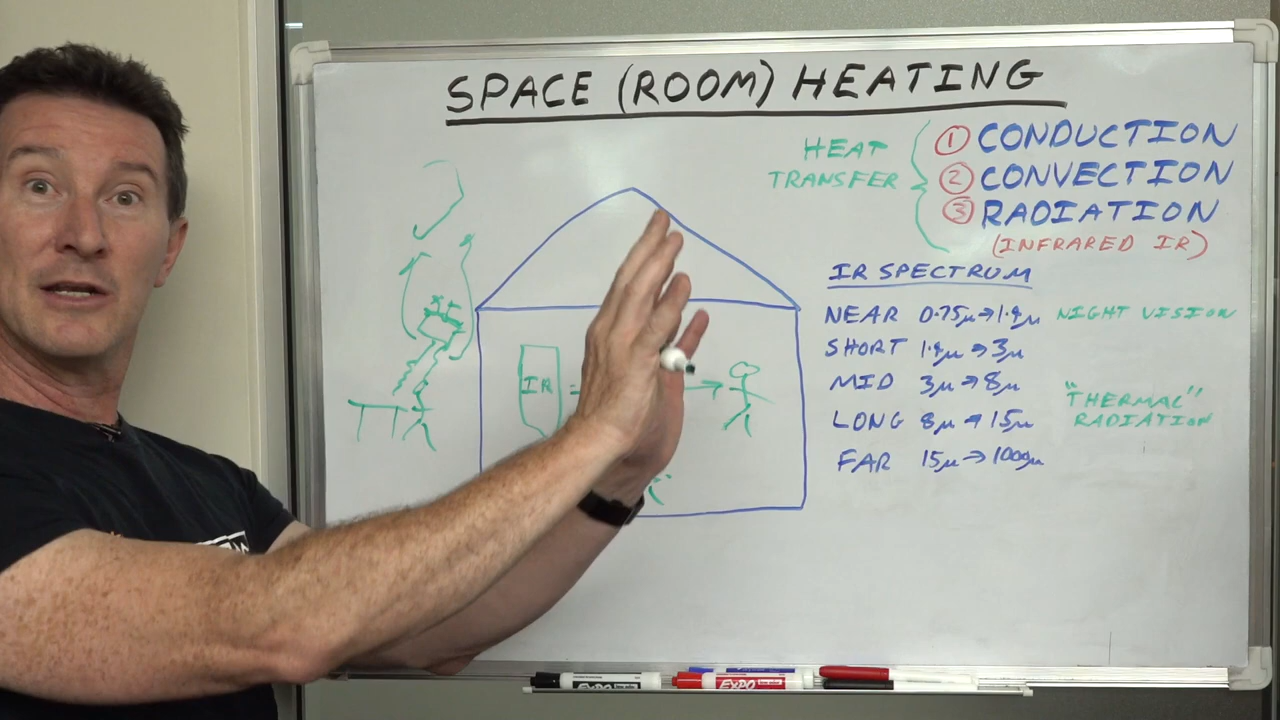 SPACE (ROOM) HEATING
HEAT
TRANSFER
① CONDUCTION
② CONVECTION
③ RADIATION
(INFRARED IR)
IR SPECTRUM
NEAR 0.75μ→1.4μ NIGHT VISION
SHORT 1.4μ→3μ
MID 3μ→8μ
LONG 8μ→15μ
FAR 15μ→1000μ
"THERMAL"
RADIATION
IR
EXPO
EXPO